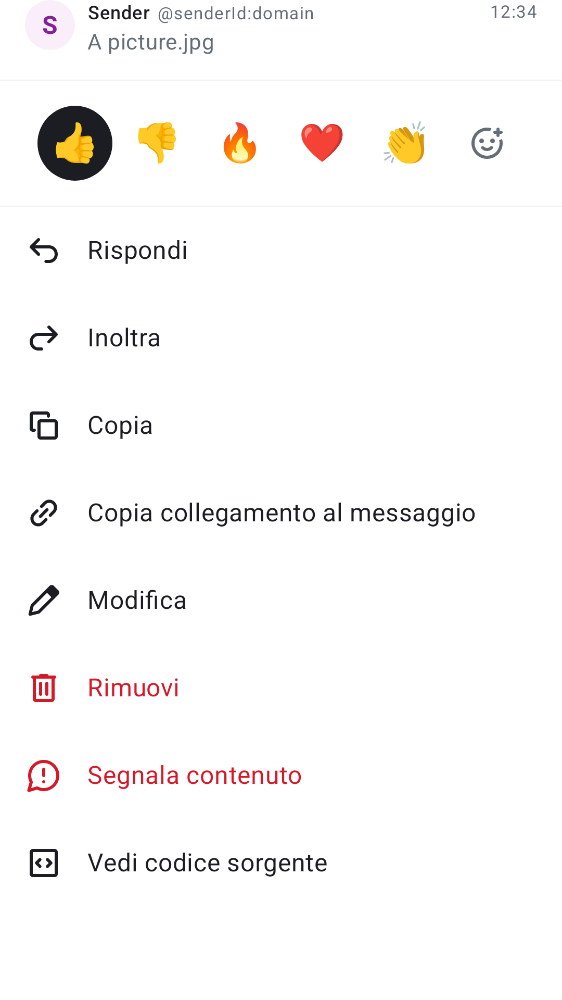 S
Sender @senderId:domain 12:34
A picture.jpg
Rispondi
Inoltra
Copia
Copia collegamento al messaggio
Modifica
Rimuovi
Segnala contenuto
Vedi codice sorgente